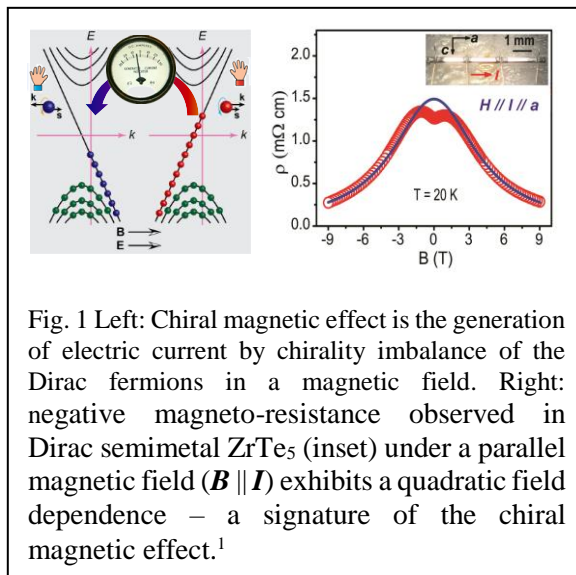 E
E
k
s
k
s
k
k
B
E
ρ (mΩ cm)
2.0
1.5
1.0
0.5
0.0
c
a
1 mm
I
H // I // a
T = 20 K
-9 -6 -3 0 3 6 9
B (T)
Fig. 1 Left: Chiral magnetic effect is the generation
of electric current by chirality imbalance of the
Dirac fermions in a magnetic field. Right:
negative magneto-resistance observed in
Dirac semimetal ZrTe₅ (inset) under a parallel
magnetic field (B || I) exhibits a quadratic field
dependence – a signature of the chiral
magnetic effect.¹